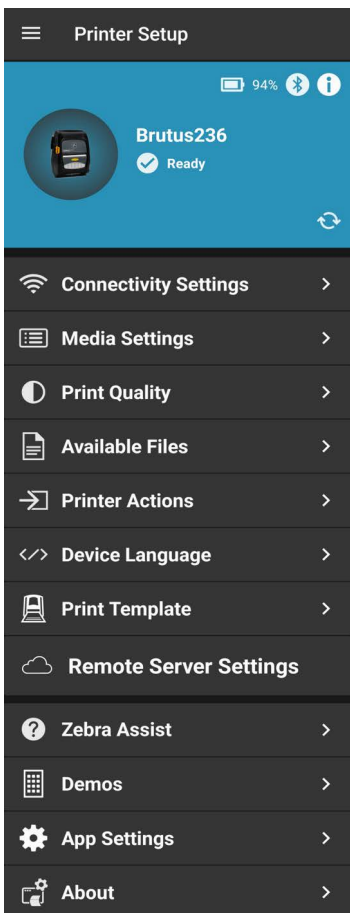 Printer Setup
94%
Brutus236
Ready
Connectivity Settings
Media Settings
Print Quality
Available Files
Printer Actions
Device Language
Print Template
Remote Server Settings
Zebra Assist
Demos
App Settings
About